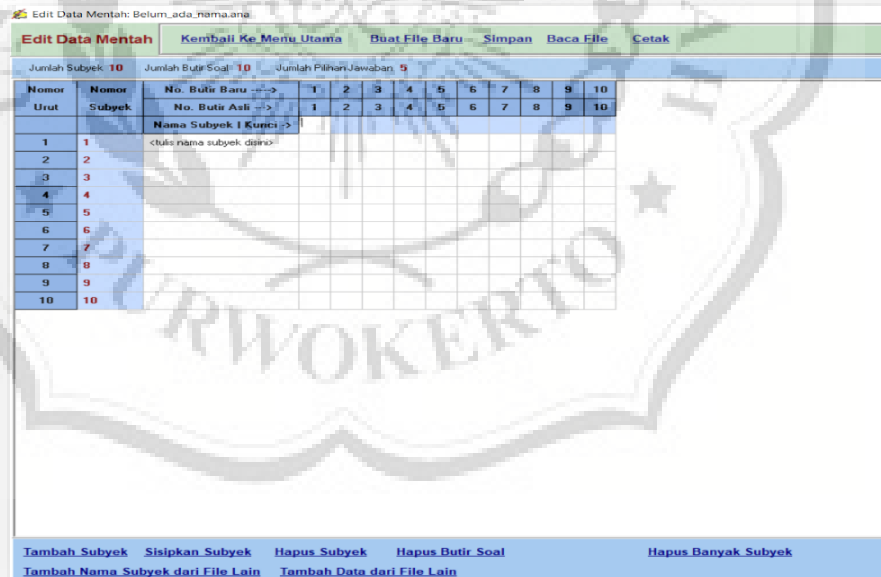 Edit Data Mentah: Belum_ada_nama.ana
Edit Data Mentah Kembali Ke Menu Utama Buat File Baru Simpan Baca File Cetak
Jumlah Subyek 10 Jumlah Butir Soal 10 Jumlah Pilihan Jawaban 5
Nomor Nomor No. Butir Baru ----> 1 2 3 4 5 6 7 8 9 10
Urut Subyek No. Butir Asli ---> 1 2 3 4 5 6 7 8 9 10
Nama Subyek | Kunci ->
1 1 <tulis nama subyek disini>
2 2
3 3
4 4
5 5
6 6
7 7
8 8
9 9
10 10
PURWOKERTO
Tambah Subyek Sisipkan Subyek Hapus Subyek Hapus Butir Soal Hapus Banyak Subyek
Tambah Nama Subyek dari File Lain Tambah Data dari File Lain